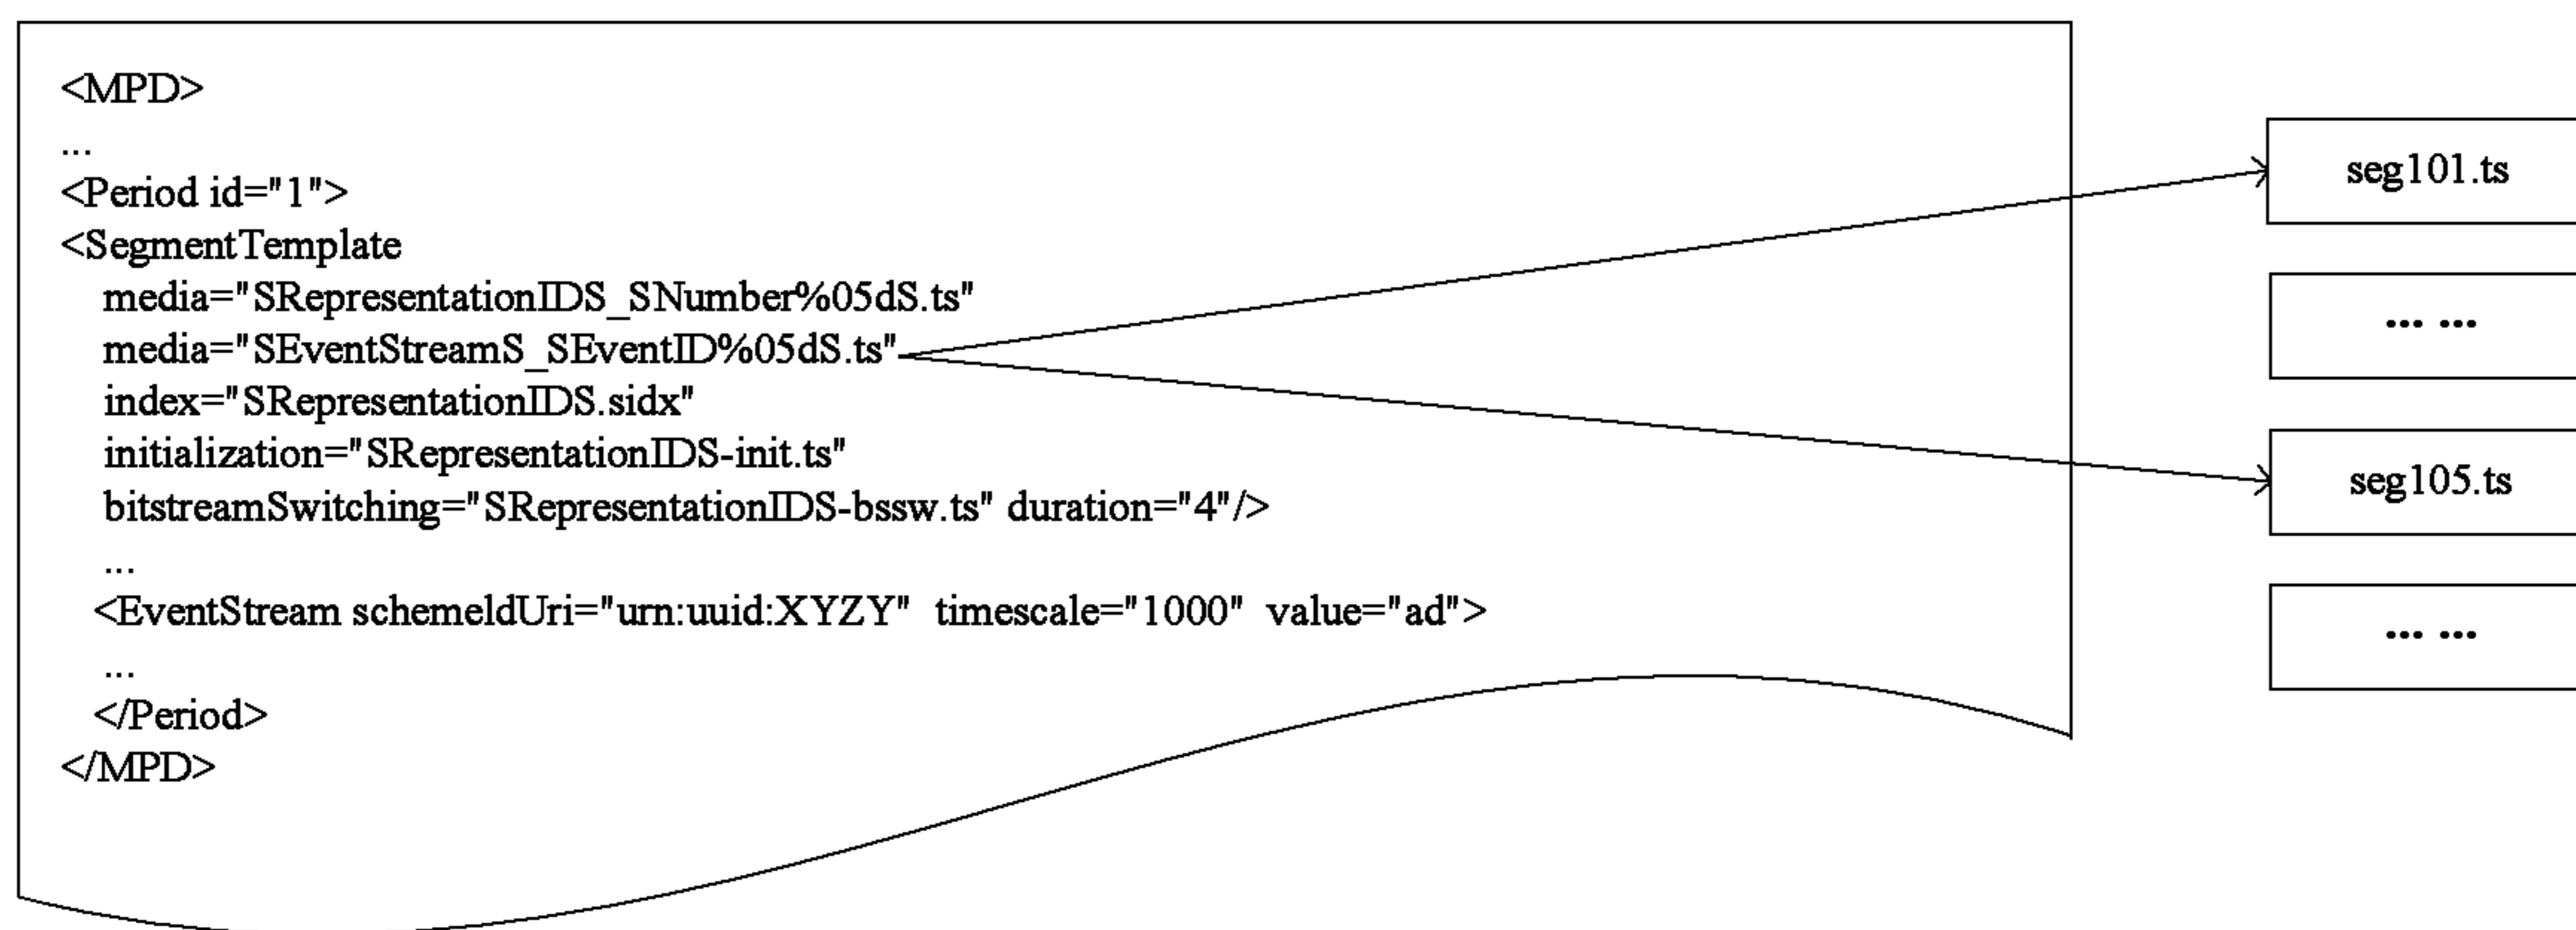 <MPD>
...
<Period id="1">
<SegmentTemplate
media="SRepresentationIDS_SNumber%05dS.ts"
media="SEventStreamS_SEventID%05dS.ts"
index="SRepresentationIDS.sidx"
initialization="SRepresentationIDS-init.ts"
bitstreamSwitching="SRepresentationIDS-bssw.ts" duration="4"/>
...
<EventStream schemeldUri="urn:uuid:XYZY" timescale="1000" value="ad">
...
</Period>
</MPD>
seg101.ts
... ...
seg105.ts
... ...